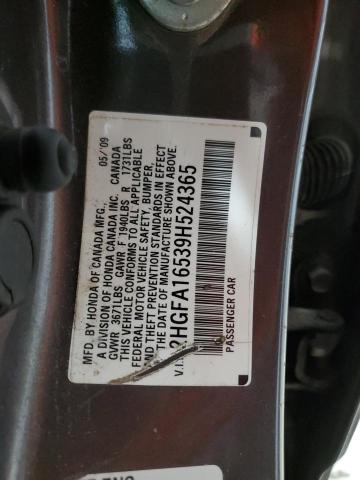 MFD. BY HONDA OF CANADA MFG. 05/'09
A DIVISION OF HONDA CANADA INC. CANADA
GVWR 3671LBS GAWR F 1940LBS R 1731LBS
THIS VEHICLE CONFORMS TO ALL APPLICABLE
FEDERAL MOTOR VEHICLE SAFETY, BUMPER,
AND THEFT PREVENTION STANDARDS IN EFFECT
THE DATE OF MANUFACTURE SHOWN ABOVE.
HGFA16539H524365
PASSENGER CAR